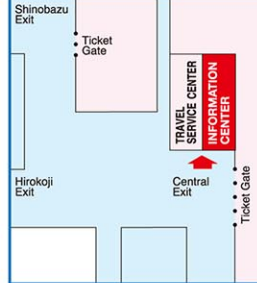 Shinobazu
Exit
Ticket
Gate
TRAVEL
SERVICE CENTER
INFORMATION
CENTER
Hirokoji
Exit
Central
Exit
Ticket Gate